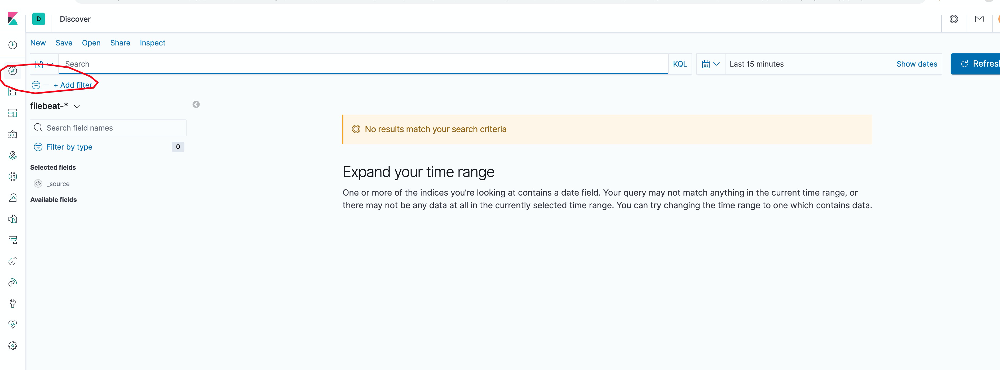 D Discover
New Save Open Share Inspect
Search KQL Last 15 minutes Show dates
+ Add filter
filebeat-*
Search field names
No results match your search criteria
Filter by type 0
Selected fields
Expand your time range
_source
One or more of the indices you’re looking at contains a date field. Your query may not match anything in the current time range, or
Available fields
there may not be any data at all in the currently selected time range. You can try changing the time range to one which contains data.